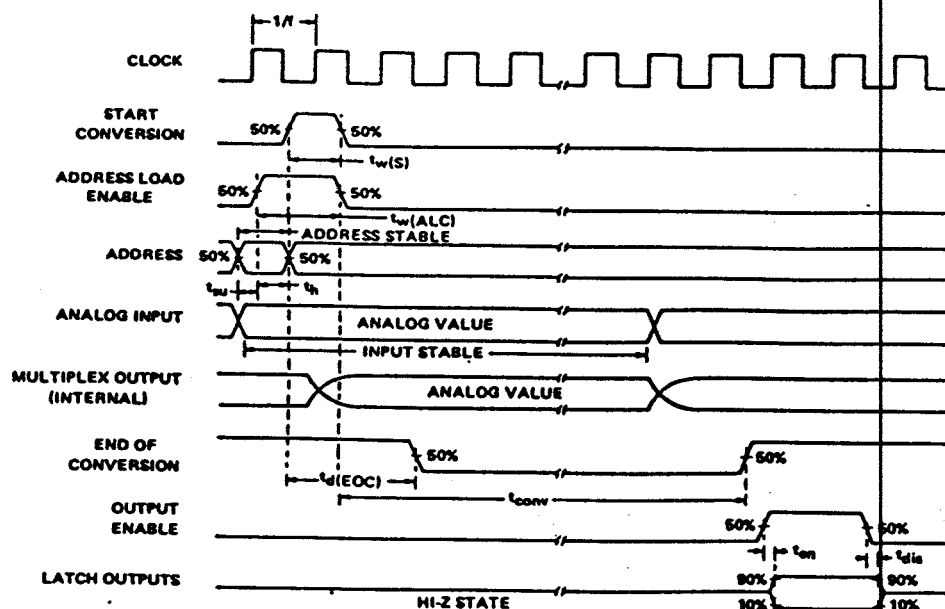 1/f
CLOCK
START
CONVERSION
50%
50%
tw(S)
ADDRESS LOAD
ENABLE
50%
50%
tw(ALC)
ADDRESS STABLE
ADDRESS
50%
50%
tsu
th
ANALOG INPUT
ANALOG VALUE
INPUT STABLE
MULTIPLEX OUTPUT
(INTERNAL)
ANALOG VALUE
END OF
CONVERSION
50%
50%
td(EOC)
tconv
OUTPUT
ENABLE
50%
50%
ten
tdis
LATCH OUTPUTS
90%
90%
HI-Z STATE
10%
10%